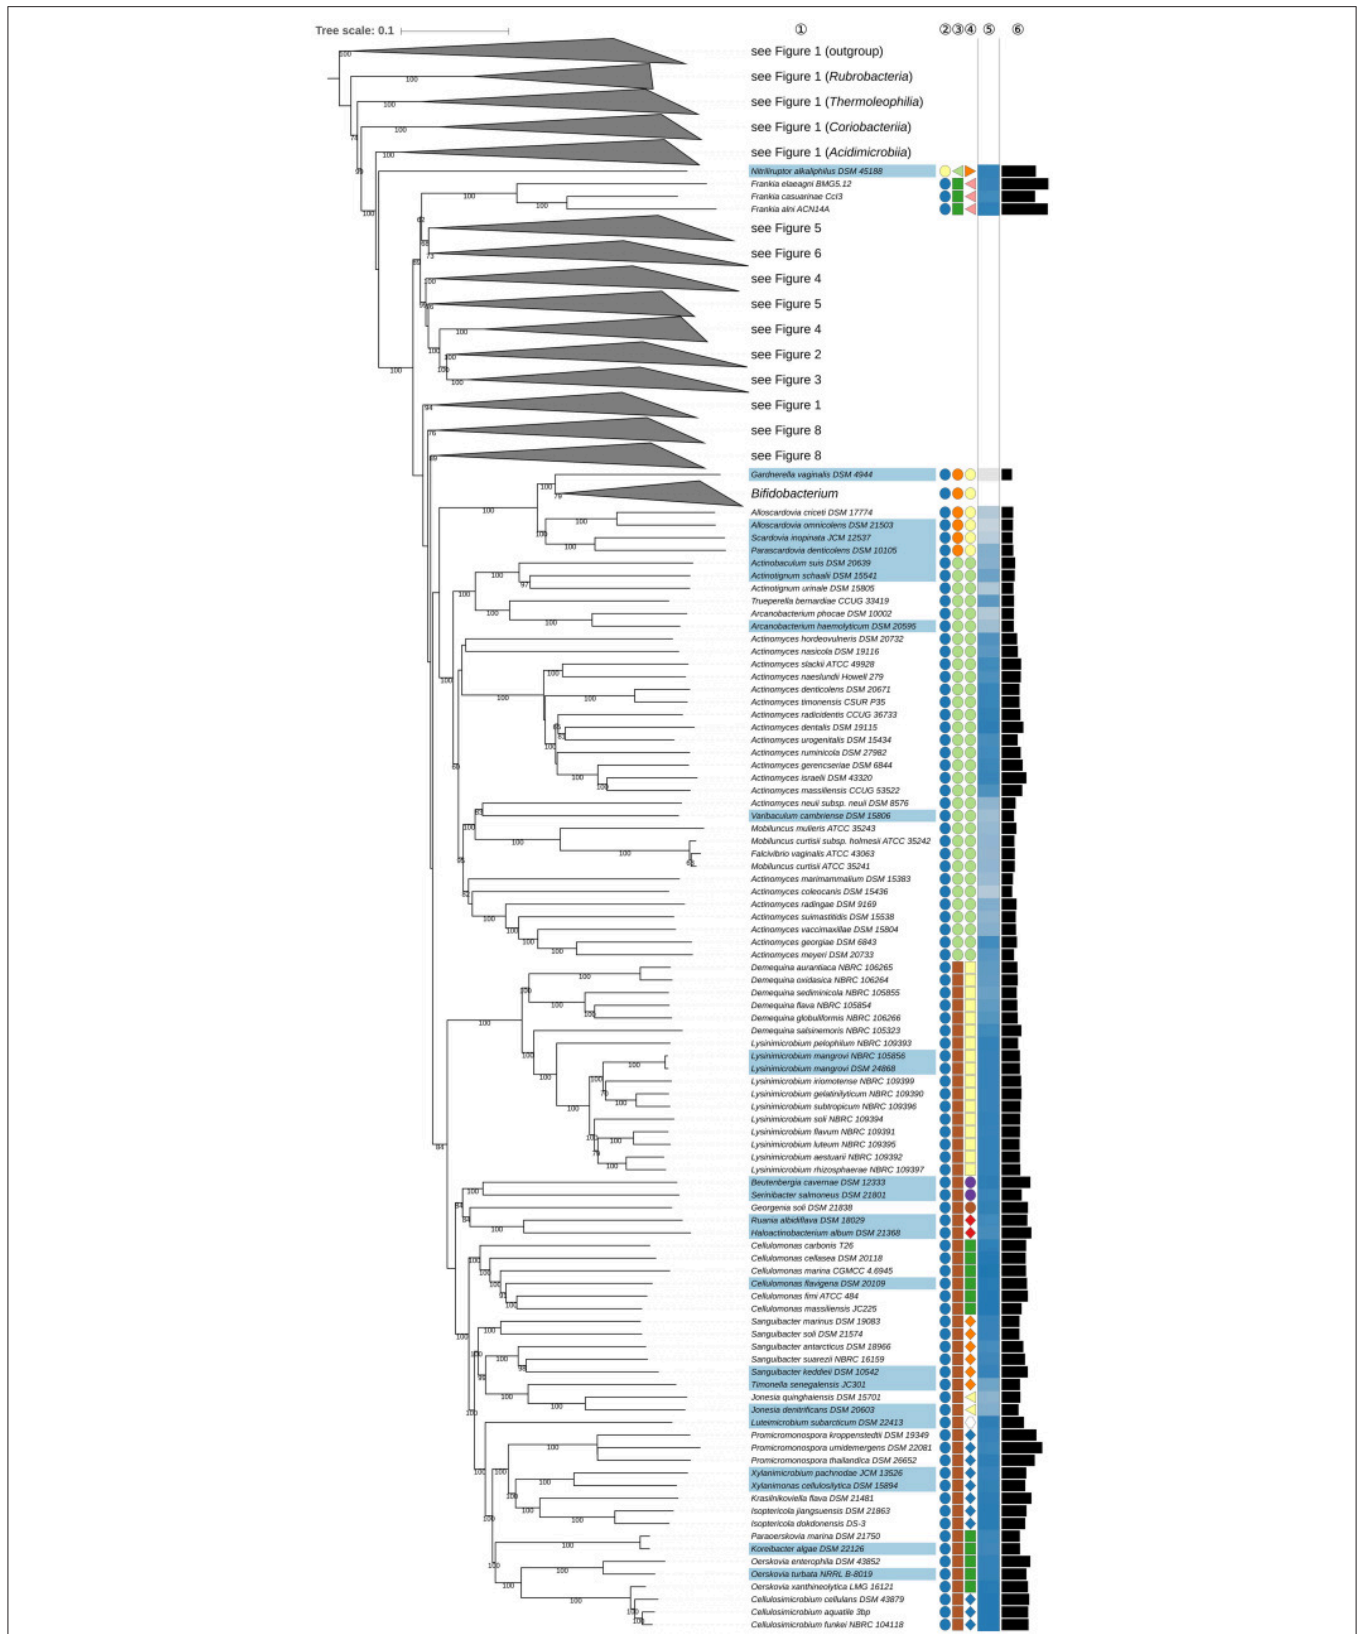 Tree scale: 0.1
① ② ③ ④ ⑤ ⑥
see Figure 1 (outgroup)
see Figure 1 (Rubrobacteria)
see Figure 1 (Thermoleophilia)
see Figure 1 (Coriobacteriia)
see Figure 1 (Acidimicrobiia)
Nitriliruptor alkaliphilus DSM 45188
Frankia elaeagni BMG5.12
Frankia casuarinae CcI3
Frankia alni ACN14A
see Figure 5
see Figure 6
see Figure 4
see Figure 5
see Figure 4
see Figure 2
see Figure 3
see Figure 1
see Figure 8
see Figure 8
Gardnerella vaginalis DSM 4944
Bifidobacterium
Alloscardovia criceti DSM 17774
Alloscardovia omnicolens DSM 21503
Scardovia inopinata JCM 12537
Parascardovia denticolens DSM 10105
Actinobaculum suis DSM 20639
Actinotignum schaalii DSM 15541
Actinotignum urinale DSM 15805
Trueperella bernardiae CCUG 33419
Arcanobacterium phocae DSM 10002
Arcanobacterium haemolyticum DSM 20595
Actinomyces hordeovulneris DSM 20732
Actinomyces nasicola DSM 19116
Actinomyces slackii ATCC 49928
Actinomyces naeslundii Howell 279
Actinomyces denticolens DSM 20671
Actinomyces timonensis CSUR P35
Actinomyces radicidentis CCUG 36733
Actinomyces dentalis DSM 19115
Actinomyces urogenitalis DSM 15434
Actinomyces ruminicola DSM 27982
Actinomyces gerencseriae DSM 6844
Actinomyces israelii DSM 43320
Actinomyces massiliensis CCUG 53522
Actinomyces neuii subsp. neuii DSM 8576
Varibaculum cambriense DSM 15806
Mobiluncus mulieris ATCC 35243
Mobiluncus curtisii subsp. holmesii ATCC 35242
Falcivibrio vaginalis ATCC 43063
Mobiluncus curtisii ATCC 35241
Actinomyces marimammalium DSM 15383
Actinomyces coleocanis DSM 15436
Actinomyces radingae DSM 9169
Actinomyces suimastitidis DSM 15538
Actinomyces vaccimaxillae DSM 15804
Actinomyces georgiae DSM 6843
Actinomyces meyeri DSM 20733
Demequina aurantiaca NBRC 106265
Demequina oxidasica NBRC 106264
Demequina sediminicola NBRC 105855
Demequina flava NBRC 105854
Demequina globuliformis NBRC 106266
Demequina salsinemoris NBRC 105323
Lysinimicrobium pelophilum NBRC 109393
Lysinimicrobium mangrovi NBRC 105856
Lysinimicrobium mangrovi DSM 24868
Lysinimicrobium iriomotense NBRC 109399
Lysinimicrobium gelatinilyticum NBRC 109390
Lysinimicrobium subtropicum NBRC 109396
Lysinimicrobium soli NBRC 109394
Lysinimicrobium flavum NBRC 109391
Lysinimicrobium luteum NBRC 109395
Lysinimicrobium aestuarii NBRC 109392
Lysinimicrobium rhizosphaerae NBRC 109397
Beutenbergia cavernae DSM 12333
Serinibacter salmoneus DSM 21801
Georgenia soli DSM 21838
Ruania albidiflava DSM 18029
Haloactinobacterium album DSM 21368
Cellulomonas carbonis T26
Cellulomonas cellasea DSM 20118
Cellulomonas marina CGMCC 4.6945
Cellulomonas flavigena DSM 20109
Cellulomonas fimi ATCC 484
Cellulomonas massiliensis JC225
Sanguibacter marinus DSM 19083
Sanguibacter soli DSM 21574
Sanguibacter antarcticus DSM 18966
Sanguibacter suarezii NBRC 16159
Sanguibacter keddieii DSM 10542
Timonella senegalensis JC301
Jonesia quinghaiensis DSM 15701
Jonesia denitrificans DSM 20603
Luteimicrobium subarcticum DSM 22413
Promicromonospora kroppenstedtii DSM 19349
Promicromonospora umidemergens DSM 22081
Promicromonospora thailandica DSM 26652
Xylanimicrobium pachnodae JCM 13526
Xylanimonas cellulosilytica DSM 15894
Krasilnikoviella flava DSM 21481
Isoptericola jiangsuensis DSM 21863
Isoptericola dokdonensis DS-3
Paraoerskovia marina DSM 21750
Koreibacter algae DSM 22126
Oerskovia enterophila DSM 43852
Oerskovia turbata NRRL B-8019
Oerskovia xanthineolytica LMG 16121
Cellulosimicrobium cellulans DSM 43879
Cellulosimicrobium aquatile 3bp
Cellulosimicrobium funkei NBRC 104118